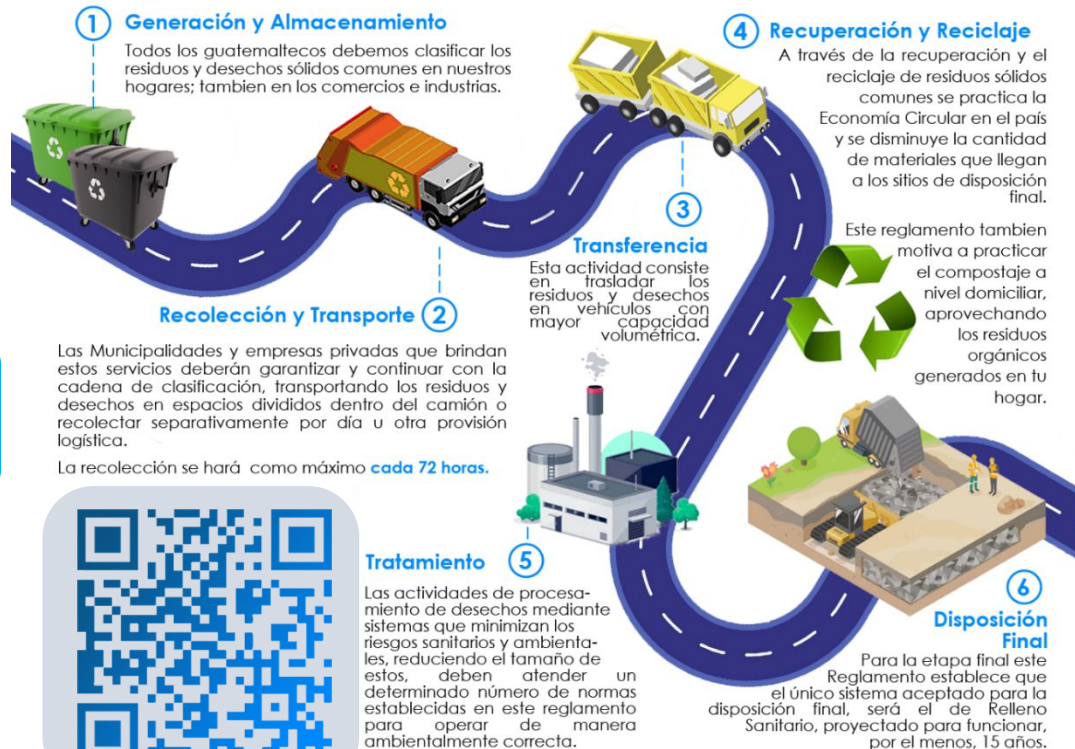 1 Generación y Almacenamiento
Todos los guatemaltecos debemos clasificar los
residuos y desechos sólidos comunes en nuestros
hogares; tambien en los comercios e industrias.
Recolección y Transporte 2
Las Municipalidades y empresas privadas que brindan
estos servicios deberán garantizar y continuar con la
cadena de clasificación, transportando los residuos y
desechos en espacios divididos dentro del camión o
recolectar separativamente por día u otra provisión
logística.
La recolección se hará como máximo cada 72 horas.
3
Transferencia
Esta actividad consiste
en trasladar los
residuos y desechos
en vehículos con
mayor capacidad
volumétrica.
4 Recuperación y Reciclaje
A través de la recuperación y el
reciclaje de residuos sólidos
comunes se practica la
Economía Circular en el país
y se disminuye la cantidad
de materiales que llegan
a los sitios de disposición
final.
Este reglamento tambien
motiva a practicar
el compostaje a
nivel domiciliar,
aprovechando
los residuos
orgánicos
generados en tu
hogar.
Tratamiento 5
Las actividades de procesa-
miento de desechos mediante
sistemas que minimizan los
riesgos sanitarios y ambienta-
les, reduciendo el tamaño de
estos, deben atender un
determinado número de normas
establecidas en este reglamento
para operar de manera
ambientalmente correcta.
6
Disposición
Final
Para la etapa final este
Reglamento establece que
el único sistema aceptado para la
disposición final, será el de Relleno
Sanitario, proyectado para funcionar,
por el menos, 15 años.